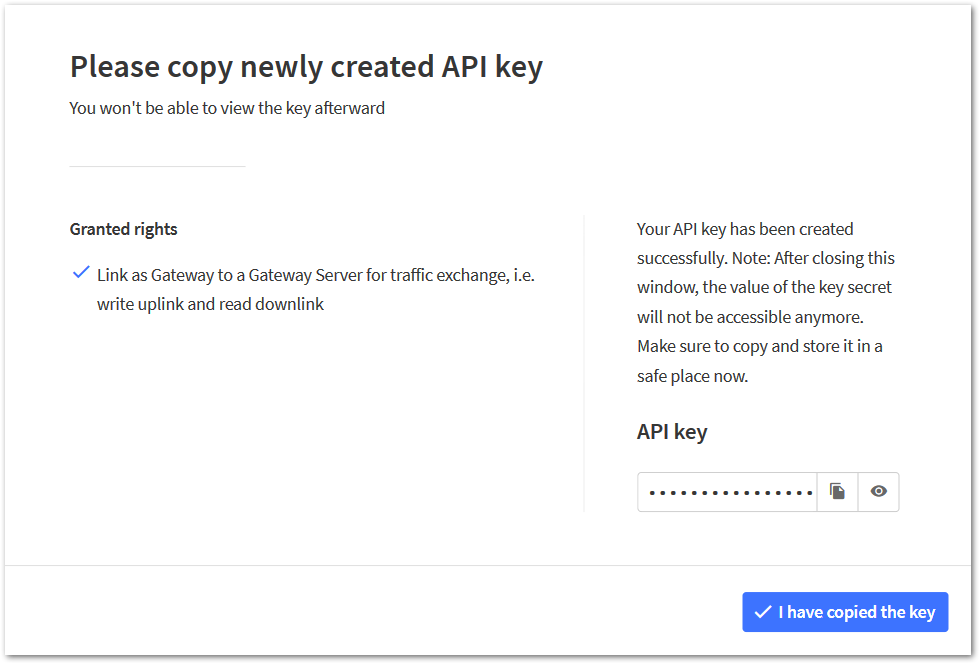 Please copy newly created API key
You won't be able to view the key afterward
Granted rights
Link as Gateway to a Gateway Server for traffic exchange, i.e.
write uplink and read downlink
Your API key has been created
successfully. Note: After closing this
window, the value of the key secret
will not be accessible anymore.
Make sure to copy and store it in a
safe place now.
API key
••••••••••••••••
I have copied the key